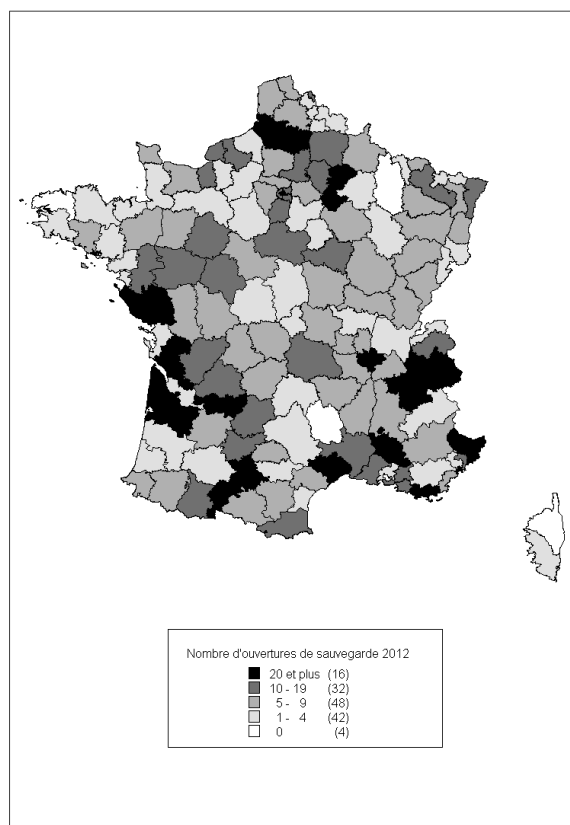 Nombre d'ouvertures de sauvegarde 2012
20 et plus (16)
10 - 19 (32)
5 - 9 (48)
1 - 4 (42)
0 (4)